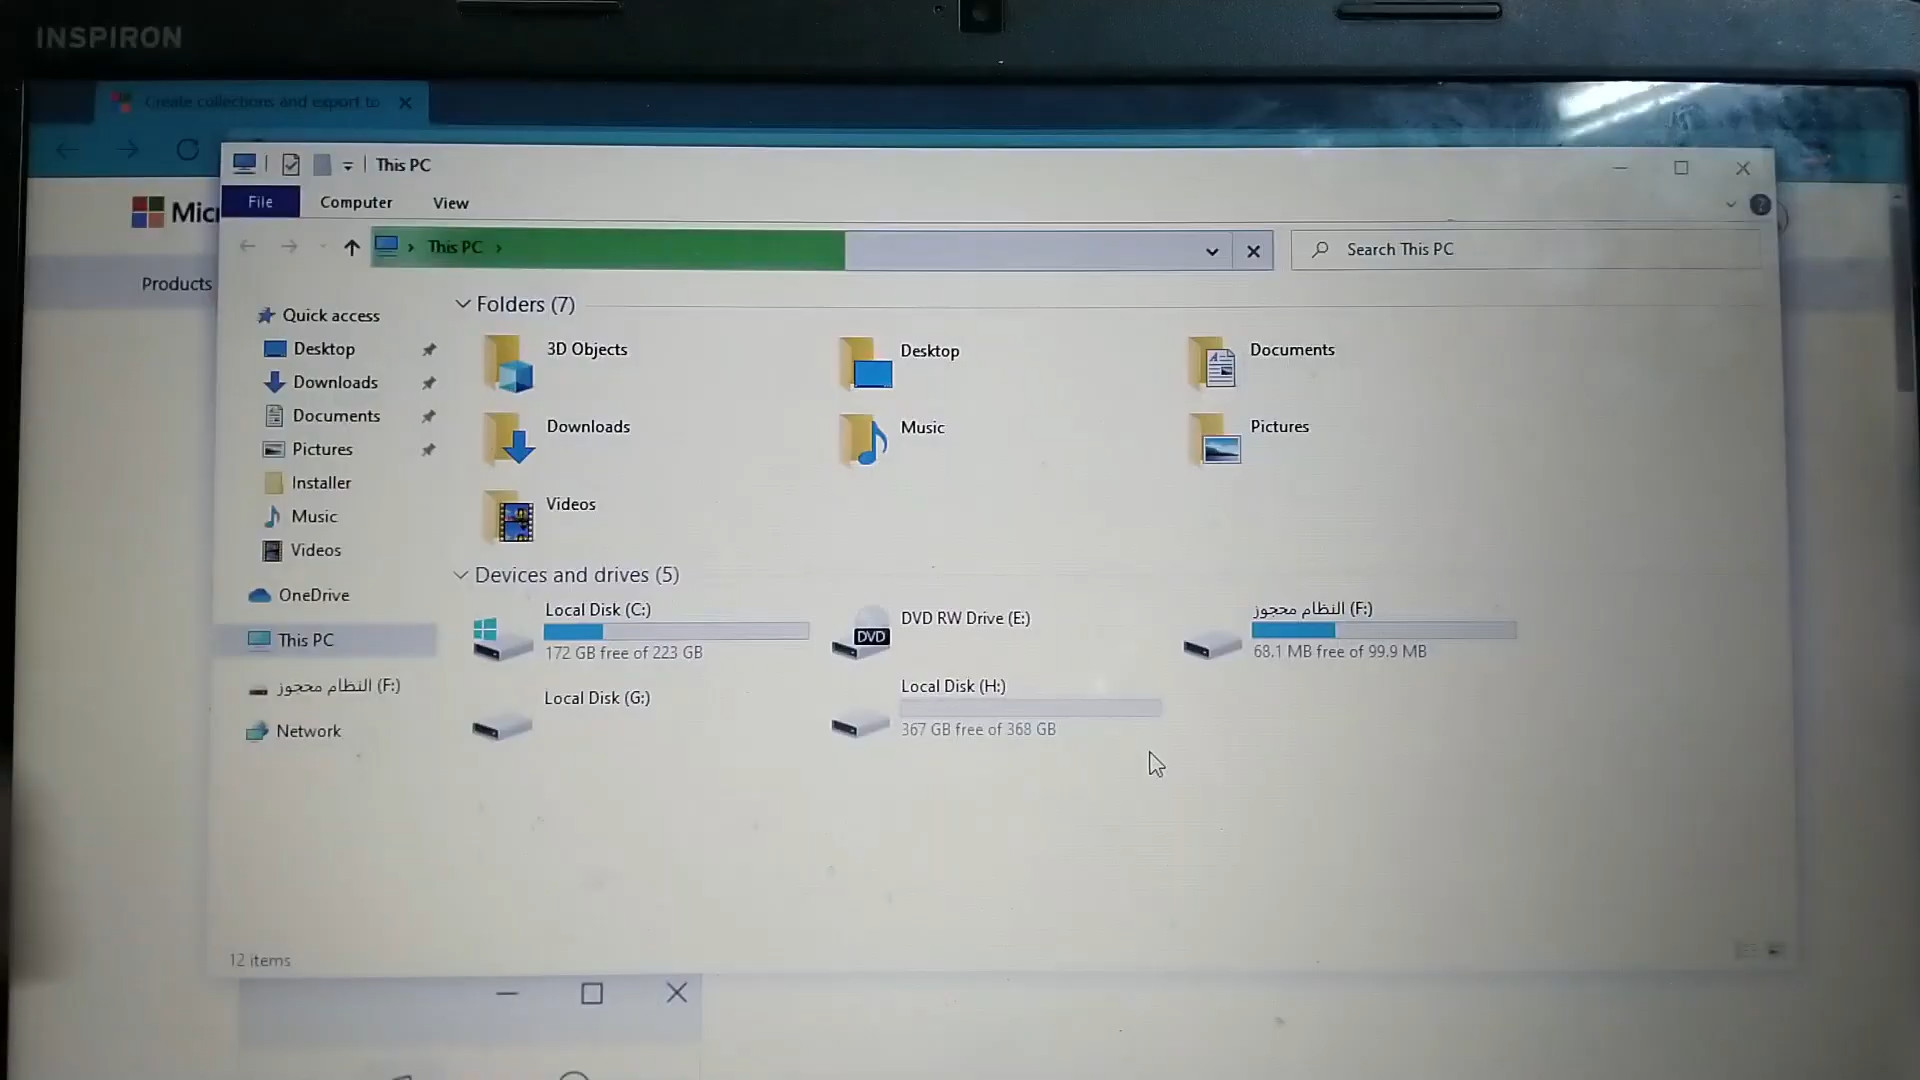 INSPIRON
Create collections and export to
This PC
File
Computer
View
This PC
Search This PC
Products
Quick access
Desktop
Downloads
Documents
Pictures
Installer
Music
Videos
OneDrive
This PC
النظام محجوز (F:)
Network
Folders (7)
3D Objects
Desktop
Documents
Downloads
Music
Pictures
Videos
Devices and drives (5)
Local Disk (C:)
172 GB free of 223 GB
DVD RW Drive (E:)
DVD
النظام محجوز (F:)
68.1 MB free of 99.9 MB
Local Disk (G:)
Local Disk (H:)
367 GB free of 368 GB
12 items